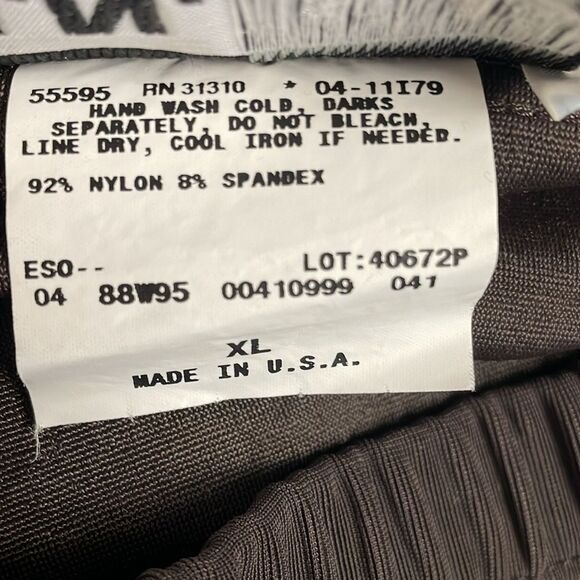 55595 RN 31310 * 04-11I79
HAND WASH COLD, DARKS
SEPARATELY, DO NOT BLEACH,
LINE DRY, COOL IRON IF NEEDED.
92% NYLON 8% SPANDEX
ESO-- LOT:40672P
04 88W95 00410999 041
XL
MADE IN U.S.A.